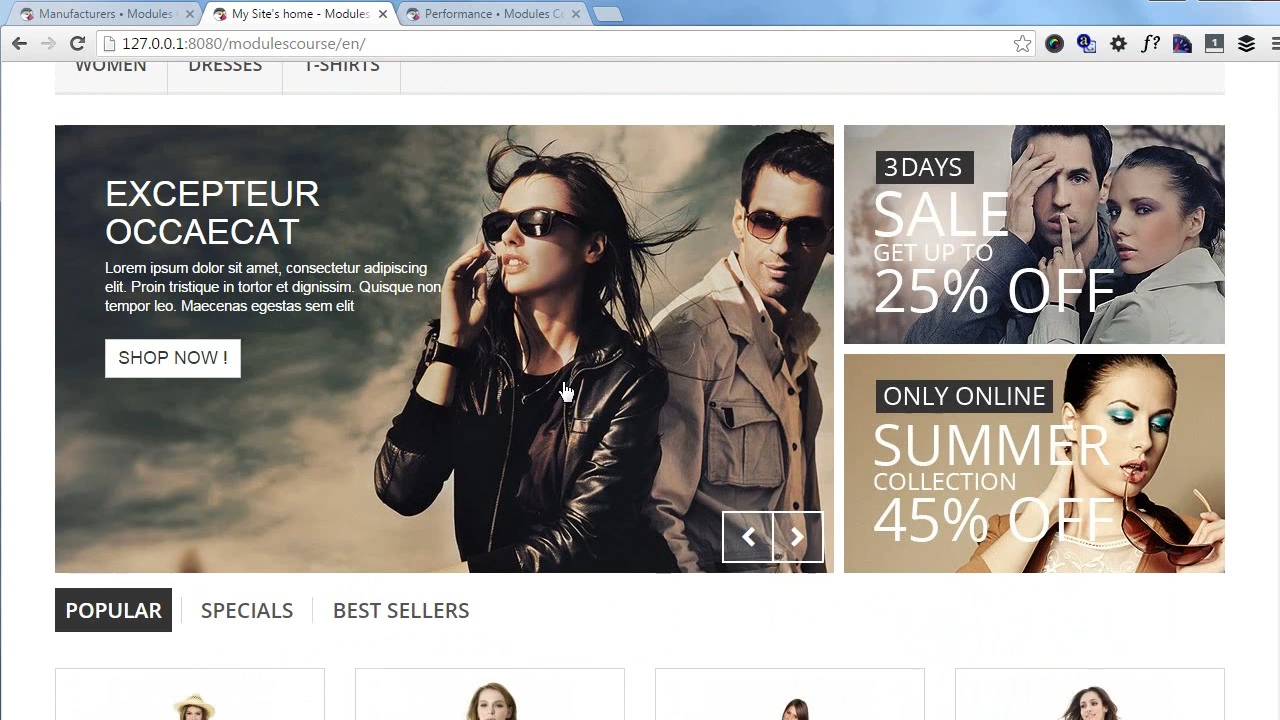 Manufacturers • Modules
My Site's home - Modules
Performance • Modules Co
127.0.0.1:8080/modulescourse/en/
f?
1
WOMEN
DRESSES
T-SHIRTS
EXCEPTEUR
OCCAECAT
Lorem ipsum dolor sit amet, consectetur adipiscing
elit. Proin tristique in tortor et dignissim. Quisque non
tempor leo. Maecenas egestas sem elit
SHOP NOW !
3 DAYS
SALE
GET UP TO
25% OFF
ONLY ONLINE
SUMMER
COLLECTION
45% OFF
POPULAR
SPECIALS
BEST SELLERS